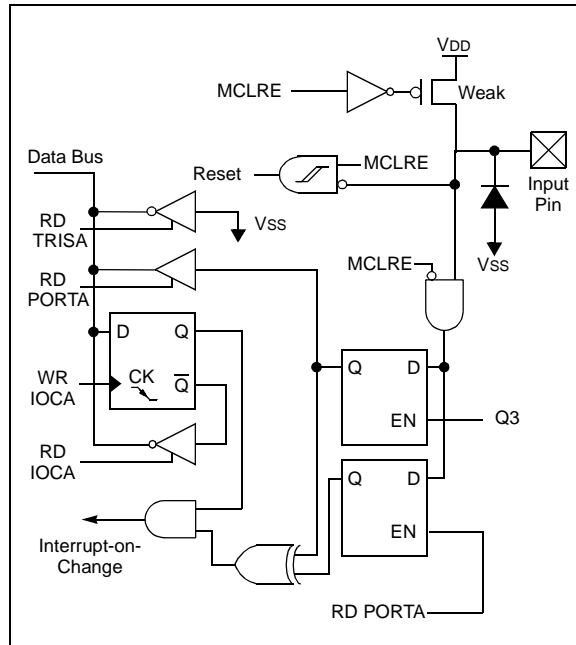 VDD
MCLRE
Weak
Data Bus
MCLRE
Reset
Input
Pin
RD
TRISA
VSS
VSS
RD
PORTA
MCLRE
D
Q
Q
D
WR
IOCA
CK
Q
EN
Q3
RD
IOCA
Q
D
EN
Interrupt-on-
Change
RD PORTA